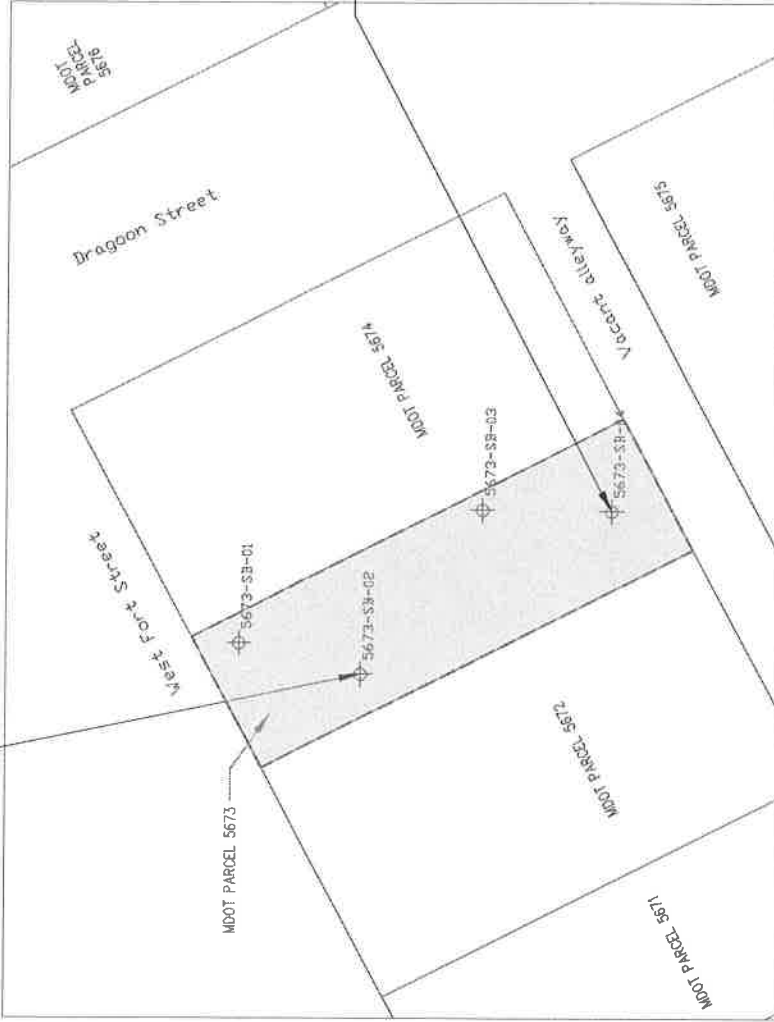 MDOT
PARCEL
5676
Dragoon Street
MDOT PARCEL 5675
Vacant alleyway
MDOT PARCEL 5674
West Fort Street
5673-SB-01
5673-SB-02
5673-SB-03
MDOT PARCEL 5673
MDOT PARCEL 5672
MDOT PARCEL 5671